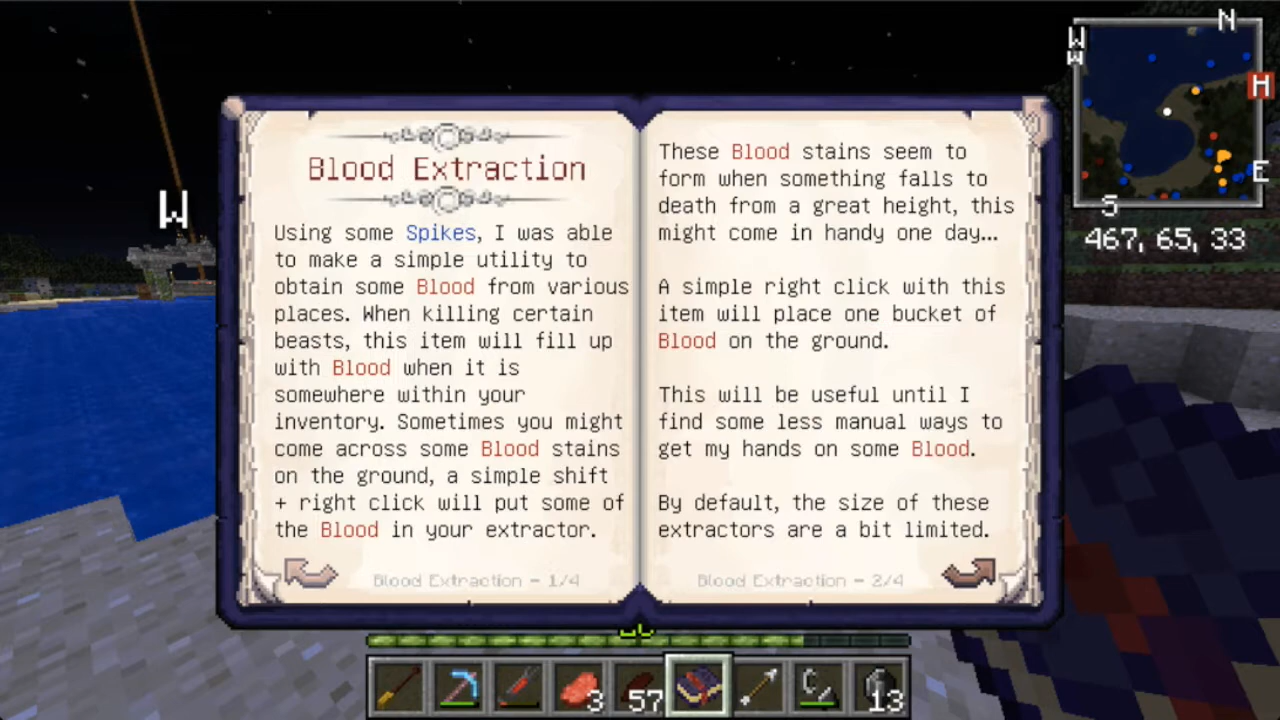 N
W
W
H
E
S
467, 65, 33
W
Blood Extraction
Using some Spikes, I was able
to make a simple utility to
obtain some Blood from various
places. When killing certain
beasts, this item will fill up
with Blood when it is
somewhere within your
inventory. Sometimes you might
come across some Blood stains
on the ground, a simple shift
+ right click will put some of
the Blood in your extractor.
Blood Extraction - 1/4
These Blood stains seem to
form when something falls to
death from a great height, this
might come in handy one day...
A simple right click with this
item will place one bucket of
Blood on the ground.
This will be useful until I
find some less manual ways to
get my hands on some Blood.
By default, the size of these
extractors are a bit limited.
Blood Extraction - 2/4
3
57
13